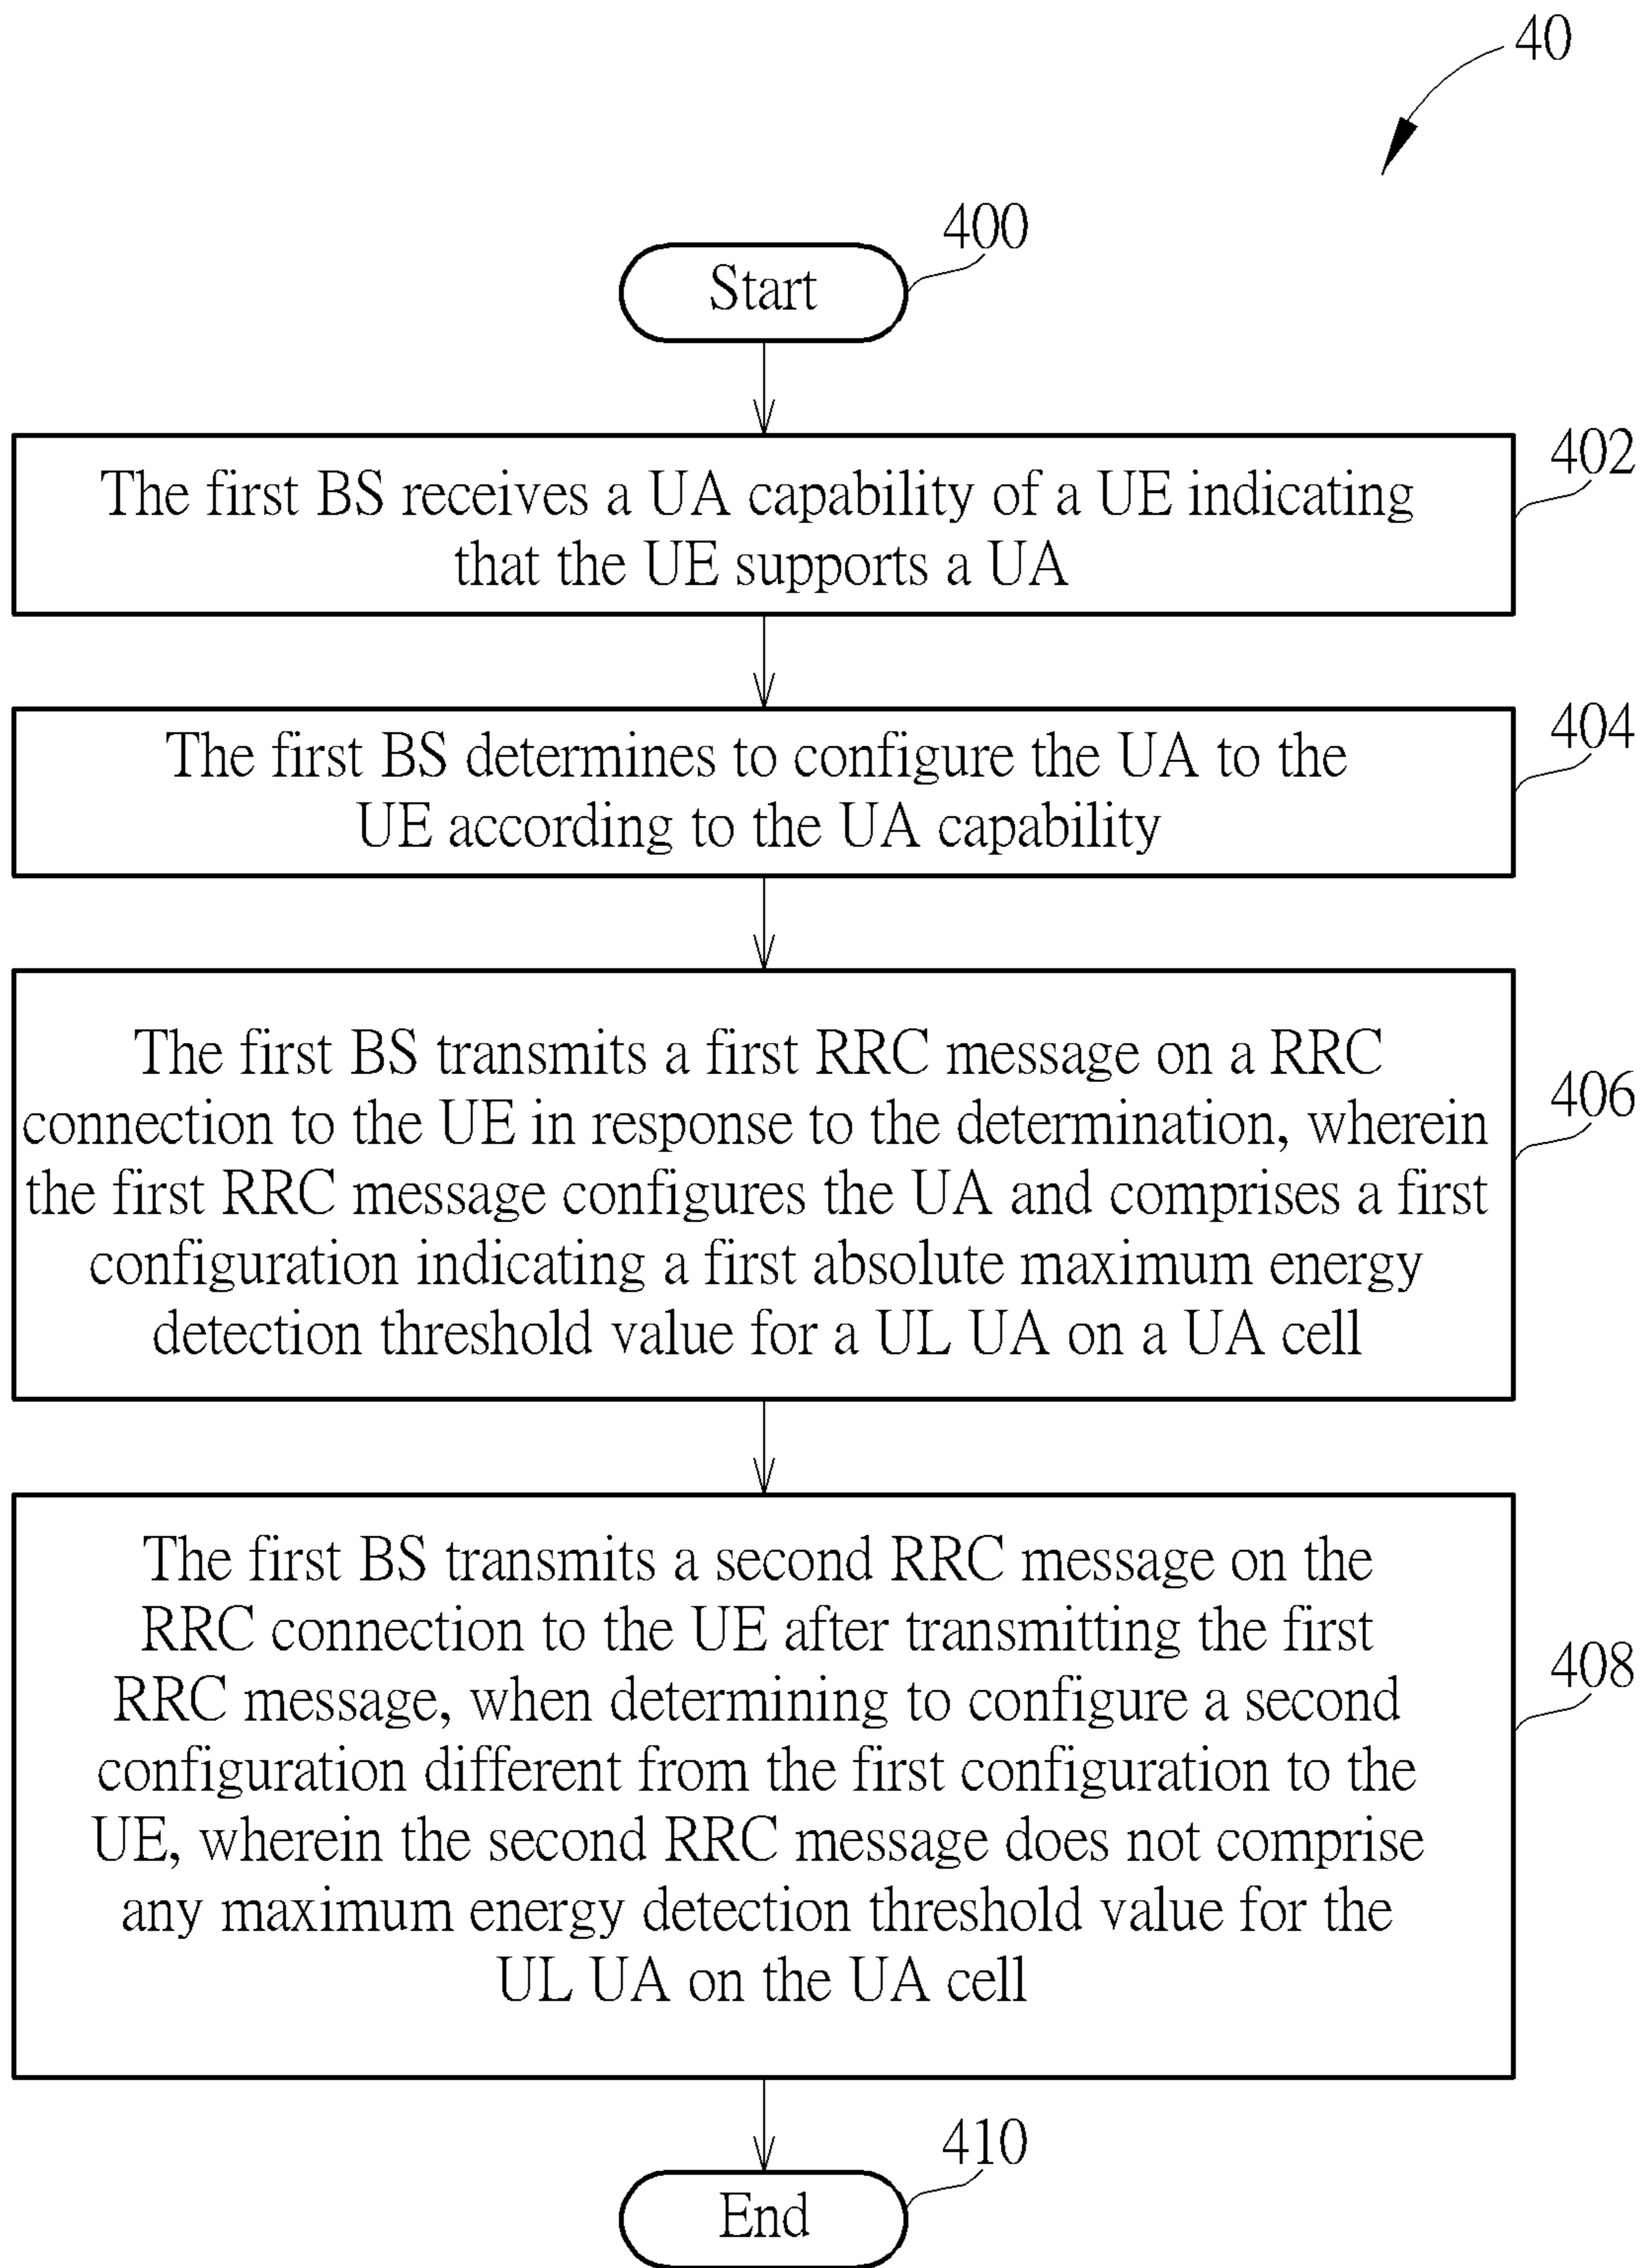 40
400
Start
402
The first BS receives a UA capability of a UE indicating
that the UE supports a UA
404
The first BS determines to configure the UA to the
UE according to the UA capability
406
The first BS transmits a first RRC message on a RRC
connection to the UE in response to the determination, wherein
the first RRC message configures the UA and comprises a first
configuration indicating a first absolute maximum energy
detection threshold value for a UL UA on a UA cell
408
The first BS transmits a second RRC message on the
RRC connection to the UE after transmitting the first
RRC message, when determining to configure a second
configuration different from the first configuration to the
UE, wherein the second RRC message does not comprise
any maximum energy detection threshold value for the
UL UA on the UA cell
410
End